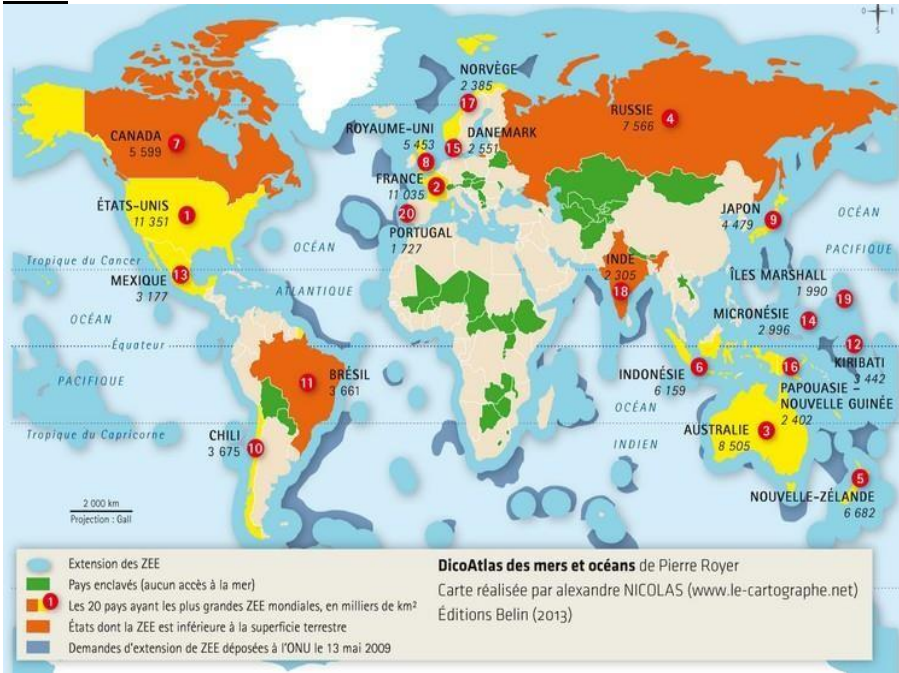 O E
S
NORVÈGE
2 385
17
RUSSIE
7 566
4
CANADA
5 599
7
ROYAUME-UNI
5 453
8
DANEMARK
2 551
15
FRANCE
11 035
2
ÉTATS-UNIS
11 351
1
20
PORTUGAL
1 727
JAPON
4 479
9
OCÉAN
PACIFIQUE
OCÉAN
ATLANTIQUE
Tropique du Cancer
MEXIQUE
3 177
13
INDE
2 305
18
ÎLES MARSHALL
1 990
19
MICRONÉSIE
2 996
14
OCÉAN
PACIFIQUE
Équateur
12
KIRIBATI
3 442
INDONÉSIE
6 159
6
16
PAPOUASIE –
NOUVELLE GUINÉE
2 402
BRÉSIL
3 661
11
OCÉAN
INDIEN
Tropique du Capricorne
CHILI
3 675
10
AUSTRALIE
8 505
3
5
NOUVELLE-ZÉLANDE
6 682
2 000 km
Projection : Gall
Extension des ZEE
Pays enclavés (aucun accès à la mer)
1 Les 20 pays ayant les plus grandes ZEE mondiales, en milliers de km²
États dont la ZEE est inférieure à la superficie terrestre
Demandes d'extension de ZEE déposées à l'ONU le 13 mai 2009
DicoAtlas des mers et océans de Pierre Royer
Carte réalisée par alexandre NICOLAS (www.le-cartographe.net)
Éditions Belin (2013)